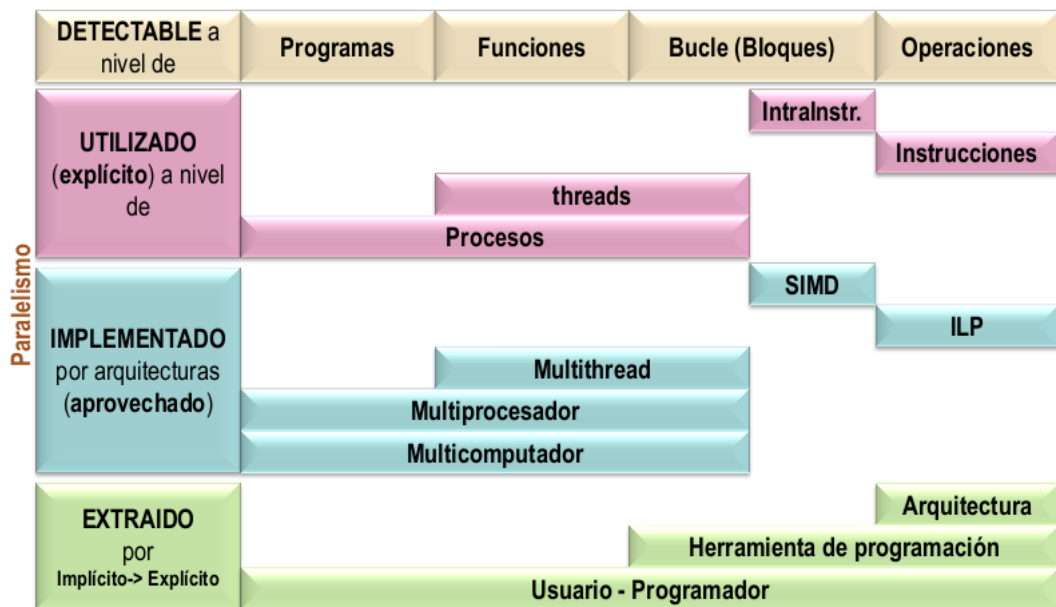 DETECTABLE a
nivel de
Programas
Funciones
Bucle (Bloques)
Operaciones
Paralelismo
UTILIZADO
(explícito) a nivel
de
IntraInstr.
Instrucciones
threads
Procesos
IMPLEMENTADO
por arquitecturas
(aprovechado)
SIMD
ILP
Multithread
Multiprocesador
Multicomputador
EXTRAIDO
por
Implícito-> Explícito
Arquitectura
Herramienta de programación
Usuario - Programador